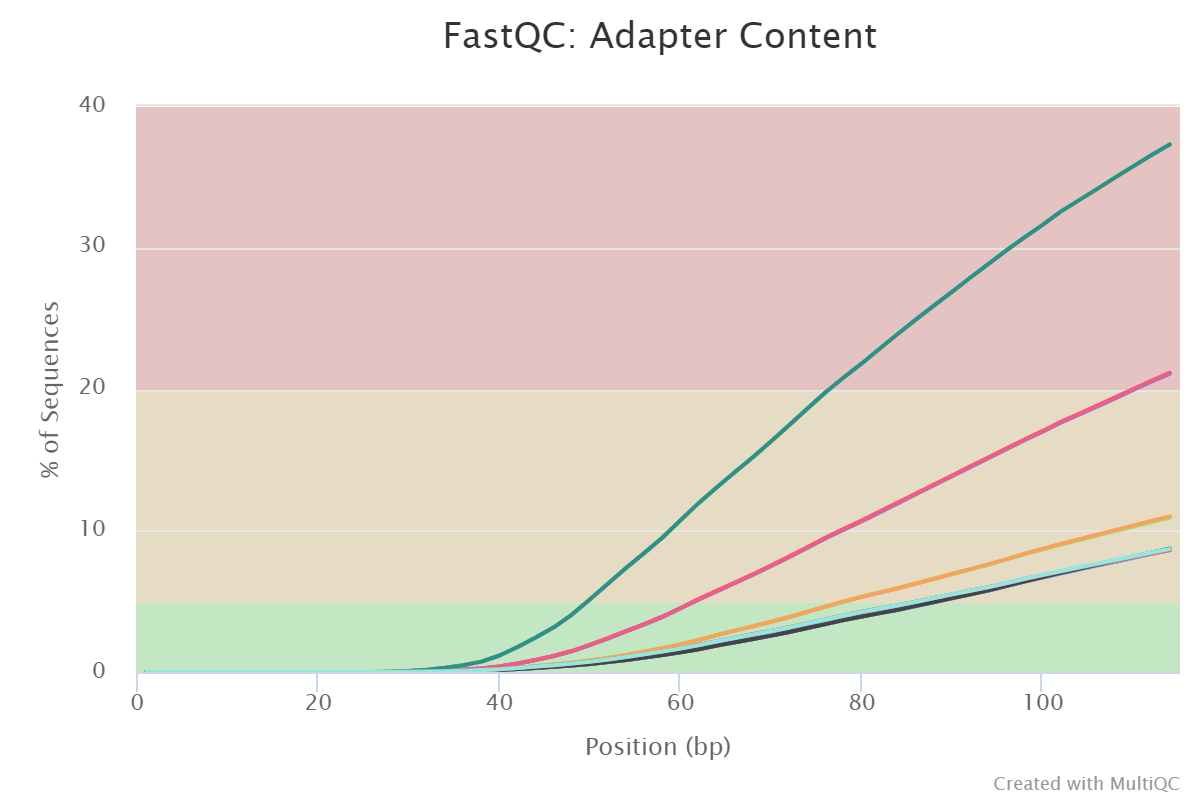 FastQC: Adapter Content
40
30
20
10
0
% of Sequences
0 20 40 60 80 100
Position (bp)
Created with MultiQC